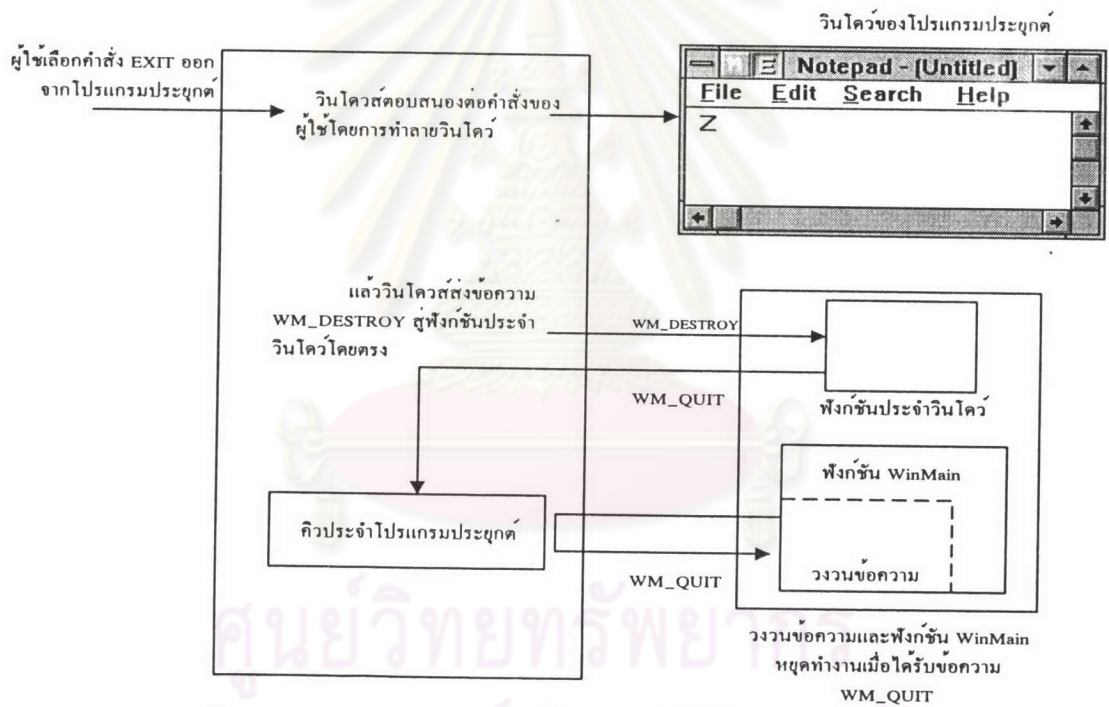 วินโดว์ของโปรแกรมประยุกต์
ผู้ใช้เลือกคำสั่ง EXIT ออก
จากโปรแกรมประยุกต์
วินโดวส์ตอบสนองต่อคำสั่งของ
ผู้ใช้โดยการทำลายวินโดว์
Notepad - (Untitled)
File Edit Search Help
Z
แล้ววินโดวส์ส่งข้อความ
WM_DESTROY สู่ฟังก์ชันประจำ
วินโดว์โดยตรง
WM_DESTROY
WM_QUIT
ฟังก์ชันประจำวินโดว์
ฟังก์ชัน WinMain
คิวประจำโปรแกรมประยุกต์
วงวนข้อความ
WM_QUIT
วงวนข้อความและฟังก์ชัน WinMain
หยุดทำงานเมื่อได้รับข้อความ
WM_QUIT
ศูนย์วิทยทรัพยากร